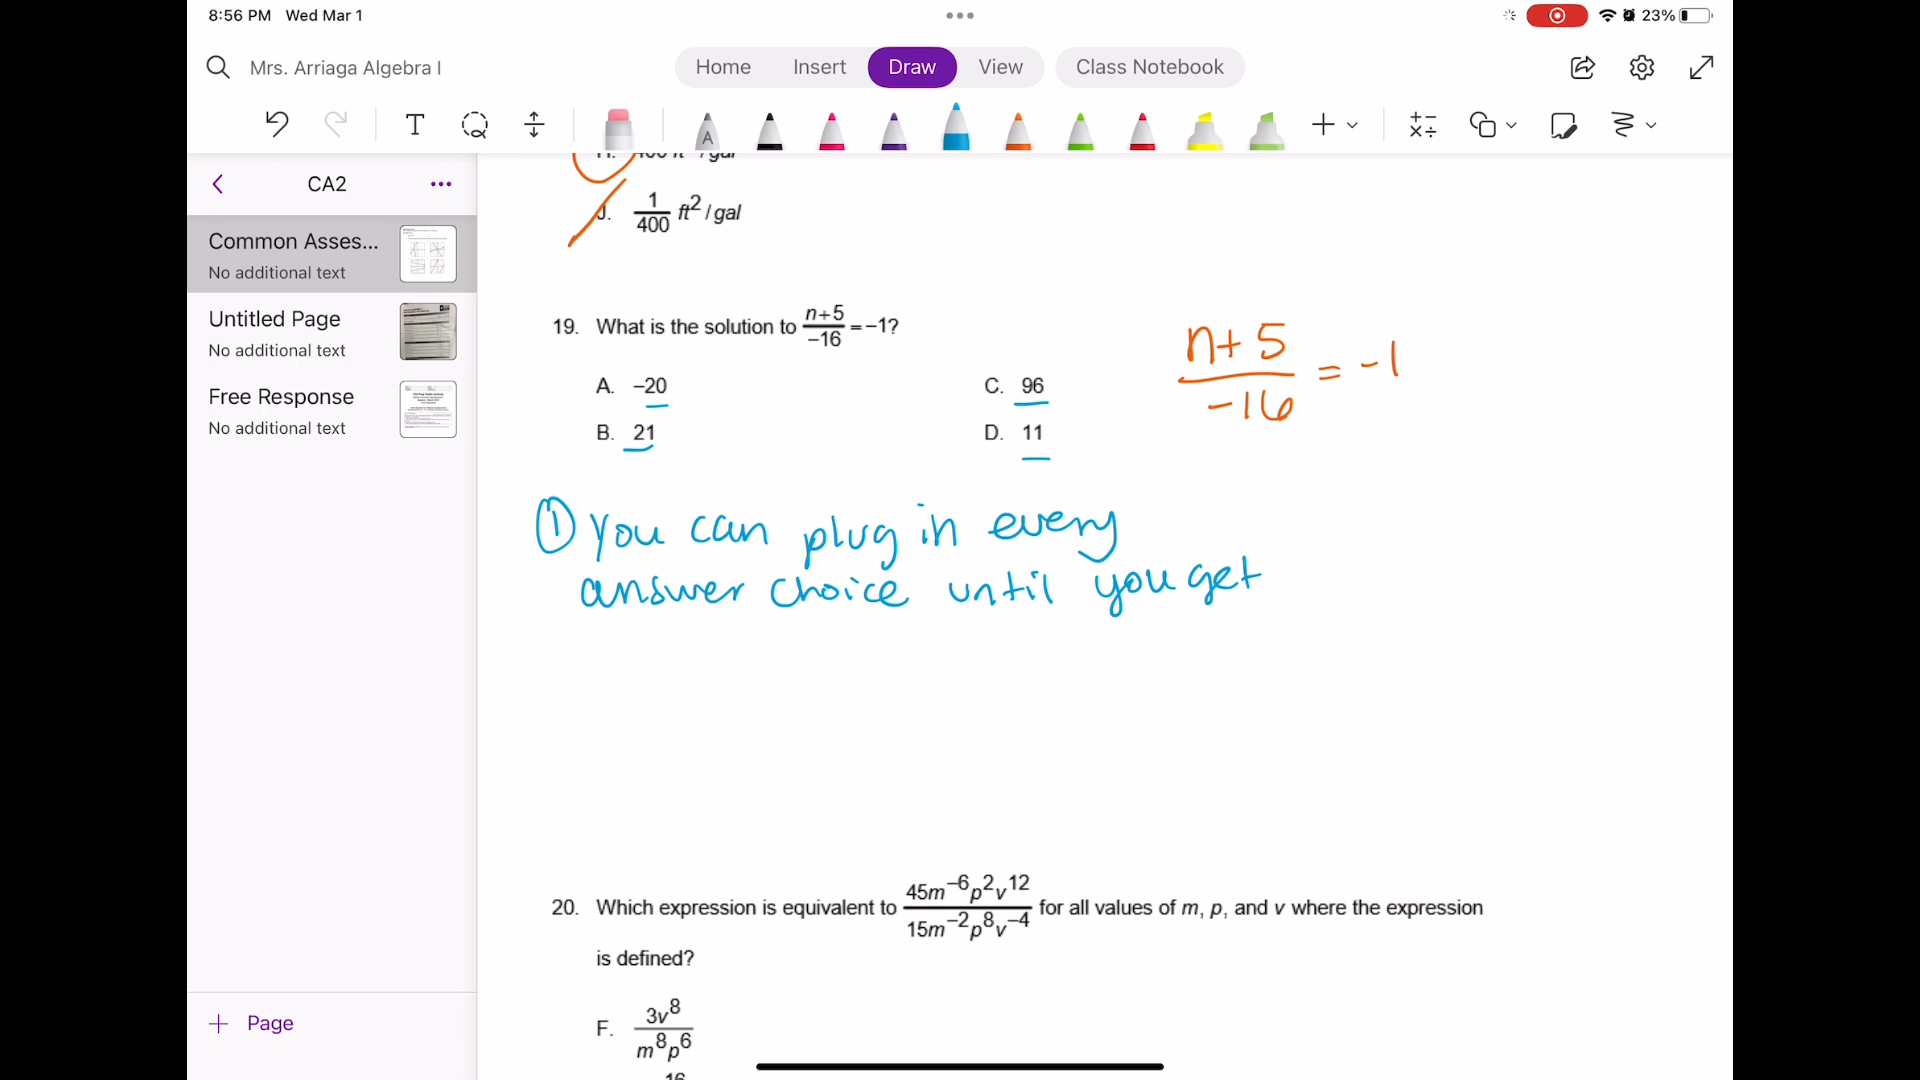 8:56 PM Wed Mar 1
23%
Mrs. Arriaga Algebra I
Home Insert Draw View Class Notebook
T A
CA2
Common Asses...
No additional text
Untitled Page
No additional text
Free Response
No additional text
+ Page
J. 1/400 ft²/gal
19. What is the solution to (n+5)/(−16) = −1?
A. −20
C. 96
B. 21
D. 11
(n+5)/(-16) = -1
① You can plug in every
answer choice until you get
20. Which expression is equivalent to (45m⁻⁶p²v¹²)/(15m⁻²p⁸v⁻⁴) for all values of m, p, and v where the expression
is defined?
F. 3v⁸/(m⁸p⁶)